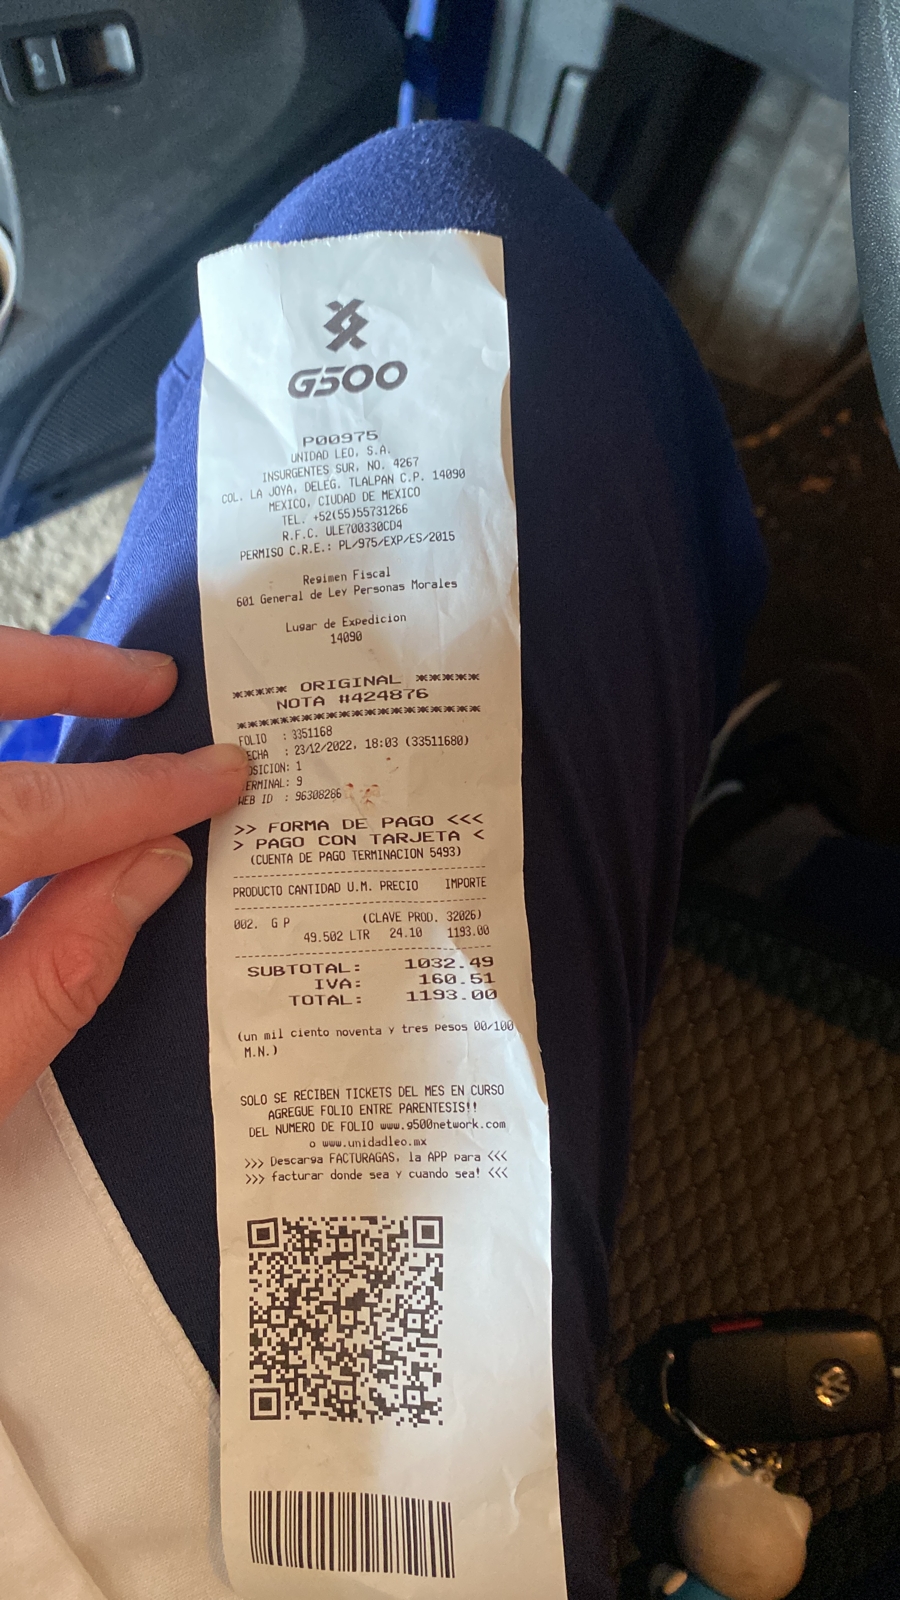 G500
P00975
UNIDAD LEO, S.A.
INSURGENTES SUR, NO. 4267
COL. LA JOYA, DELEG. TLALPAN C.P. 14090
MEXICO, CIUDAD DE MEXICO
TEL. +52(55)55731266
R.F.C. ULE700330CD4
PERMISO C.R.E.: PL/975/EXP/ES/2015
Regimen Fiscal
601 General de Ley Personas Morales
Lugar de Expedicion
14090
***** ORIGINAL *****
NOTA #424876
***********************
FOLIO : 3351168
ECHA : 23/12/2022, 18:03 (33511680)
OSICION: 1
ERMINAL: 9
WEB ID : 96308286
>> FORMA DE PAGO <<<
> PAGO CON TARJETA <
(CUENTA DE PAGO TERMINACION 5493)
PRODUCTO CANTIDAD U.M. PRECIO IMPORTE
002. G P (CLAVE PROD. 32026)
49.502 LTR 24.10 1193.00
SUBTOTAL: 1032.49
IVA: 160.51
TOTAL: 1193.00
(un mil ciento noventa y tres pesos 00/100
M.N.)
SOLO SE RECIBEN TICKETS DEL MES EN CURSO
AGREGUE FOLIO ENTRE PARENTESIS!!
DEL NUMERO DE FOLIO www.g500network.com
o www.unidadleo.mx
>>> Descarga FACTURAGAS, la APP para <<<
>>> facturar donde sea y cuando sea! <<<